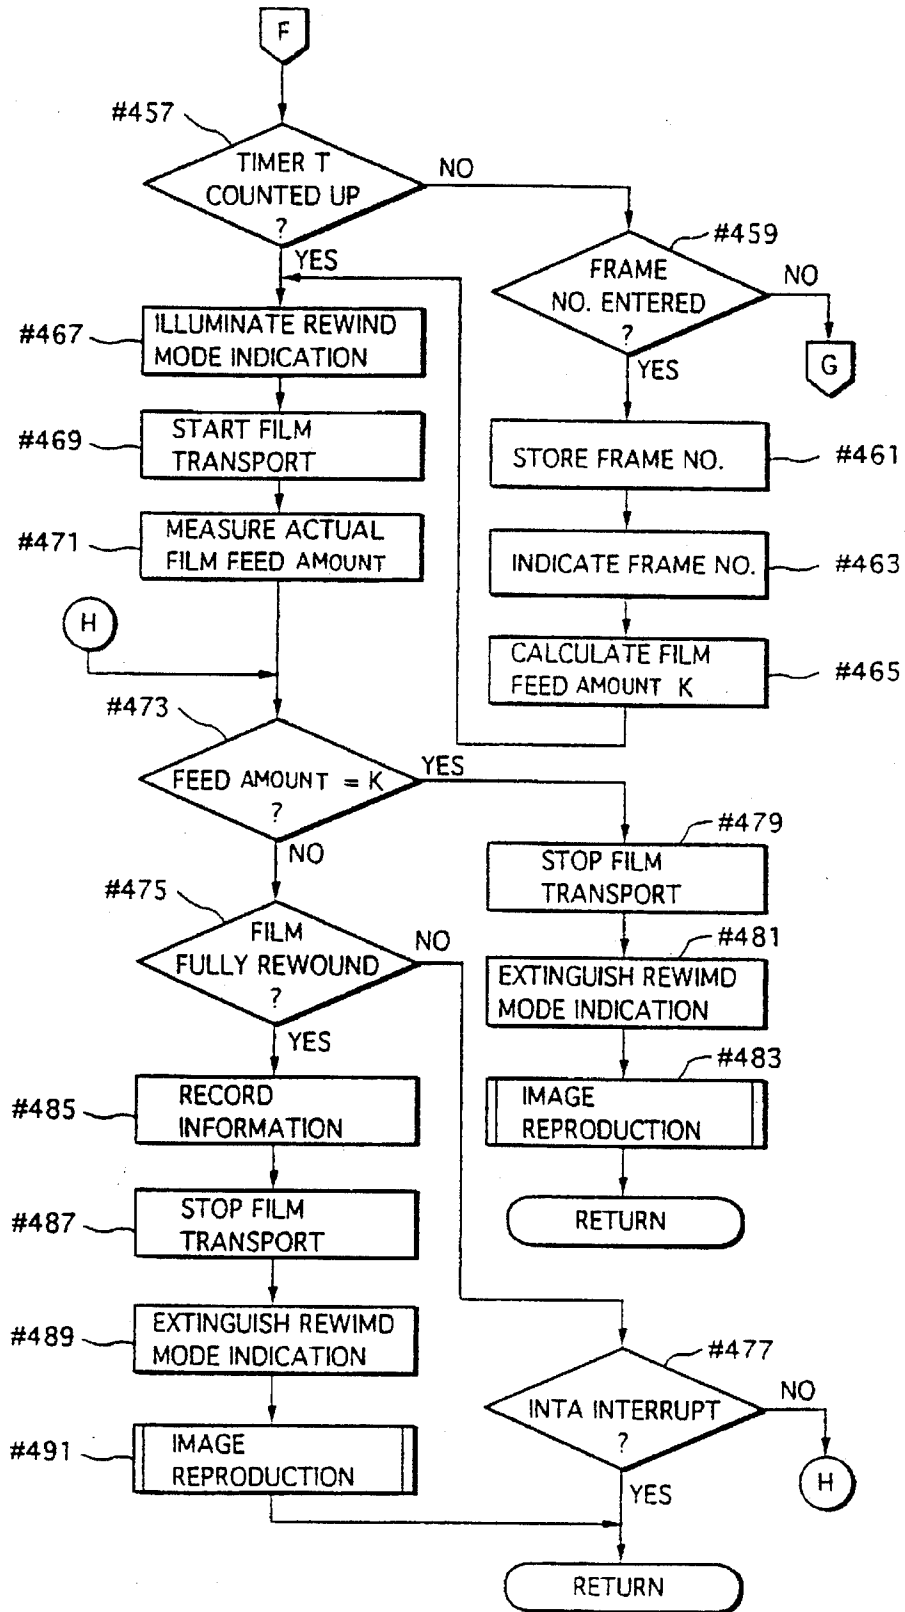 F
#457
TIMER T
COUNTED UP
?
NO
YES
#459
FRAME
NO. ENTERED
?
NO
G
YES
#467
ILLUMINATE REWIND
MODE INDICATION
#469
START FILM
TRANSPORT
#461
STORE FRAME NO.
#471
MEASURE ACTUAL
FILM FEED AMOUNT
#463
INDICATE FRAME NO.
H
#465
CALCULATE FILM
FEED AMOUNT K
#473
FEED AMOUNT = K
?
YES
NO
#479
STOP FILM
TRANSPORT
#475
FILM
FULLY REWOUND
?
NO
YES
#481
EXTINGUISH REWIMD
MODE INDICATION
#483
IMAGE
REPRODUCTION
RETURN
#485
RECORD
INFORMATION
#487
STOP FILM
TRANSPORT
#489
EXTINGUISH REWIMD
MODE INDICATION
#477
INTA INTERRUPT
?
NO
H
YES
#491
IMAGE
REPRODUCTION
RETURN